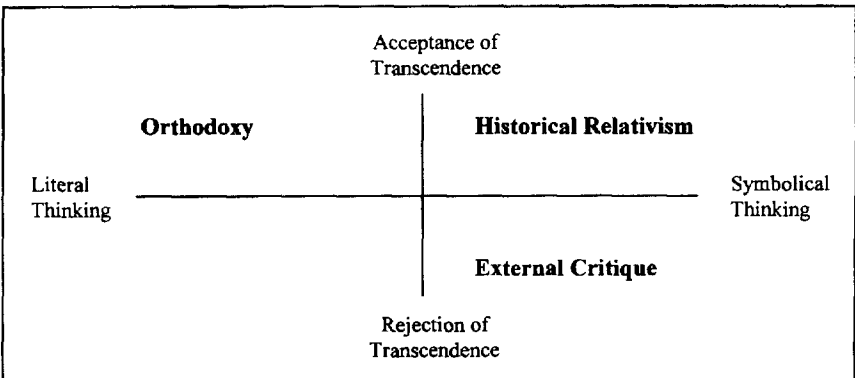 Acceptance of
Transcendence
Orthodoxy
Historical Relativism
Literal
Thinking
Symbolical
Thinking
External Critique
Rejection of
Transcendence